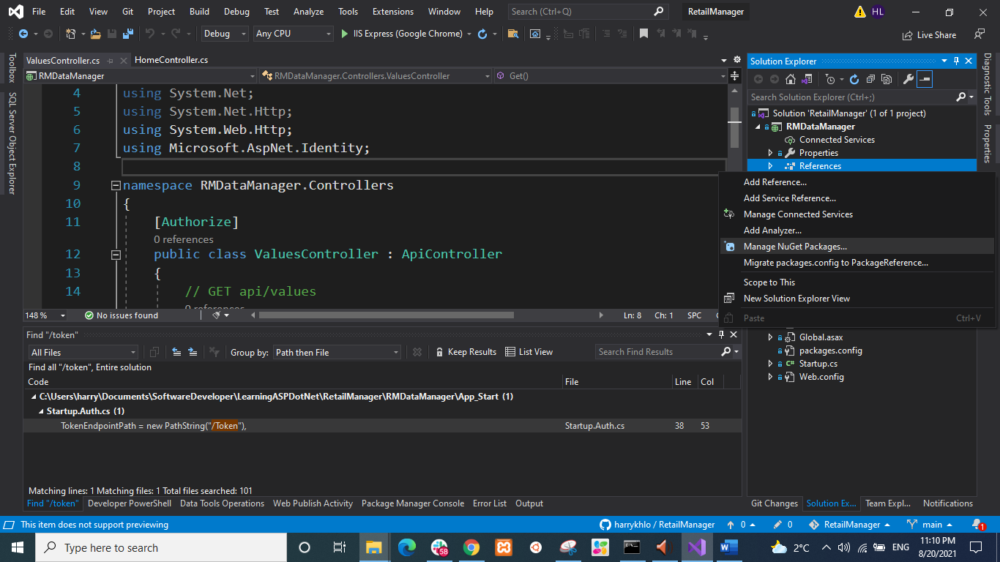 File Edit View Git Project Build Debug Test Analyze Tools Extensions Window Help Search (Ctrl+Q) RetailManager HL
Debug Any CPU IIS Express (Google Chrome) Live Share
Toolbox
SQL Server Object Explorer
ValuesController.cs HomeController.cs
RMDataManager RMDataManager.Controllers.ValuesController Get()
4 using System.Net;
5 using System.Net.Http;
6 using System.Web.Http;
7 using Microsoft.AspNet.Identity;
8
9 namespace RMDataManager.Controllers
10 {
11 [Authorize]
0 references
12 public class ValuesController : ApiController
13 {
14 // GET api/values
0 references
148 % No issues found Ln: 8 Ch: 1 SPC
Solution Explorer
Search Solution Explorer (Ctrl+;)
Solution 'RetailManager' (1 of 1 project)
RMDataManager
Connected Services
Properties
References
Add Reference...
Add Service Reference...
Manage Connected Services
Add Analyzer...
Manage NuGet Packages...
Migrate packages.config to PackageReference...
Scope to This
New Solution Explorer View
Paste Ctrl+V
Global.asax
packages.config
Startup.cs
Web.config
Diagnostic Tools
Properties
Find "/token"
All Files Group by: Path then File Keep Results List View Search Find Results
Find all "/token", Entire solution
Code File Line Col
C:\Users\harry\Documents\SoftwareDeveloper\LearningASPDotNet\RetailManager\RMDataManager\App_Start (1)
Startup.Auth.cs (1)
TokenEndpointPath = new PathString("/Token"), Startup.Auth.cs 38 53
Matching lines: 1 Matching files: 1 Total files searched: 101
Find "/token" Developer PowerShell Data Tools Operations Web Publish Activity Package Manager Console Error List Output
Git Changes Solution Ex... Team Expl... Notifications
This item does not support previewing harrykhlo / RetailManager 0 0 RetailManager main 1
Type here to search 58 2°C ENG 11:10 PM
8/20/2021